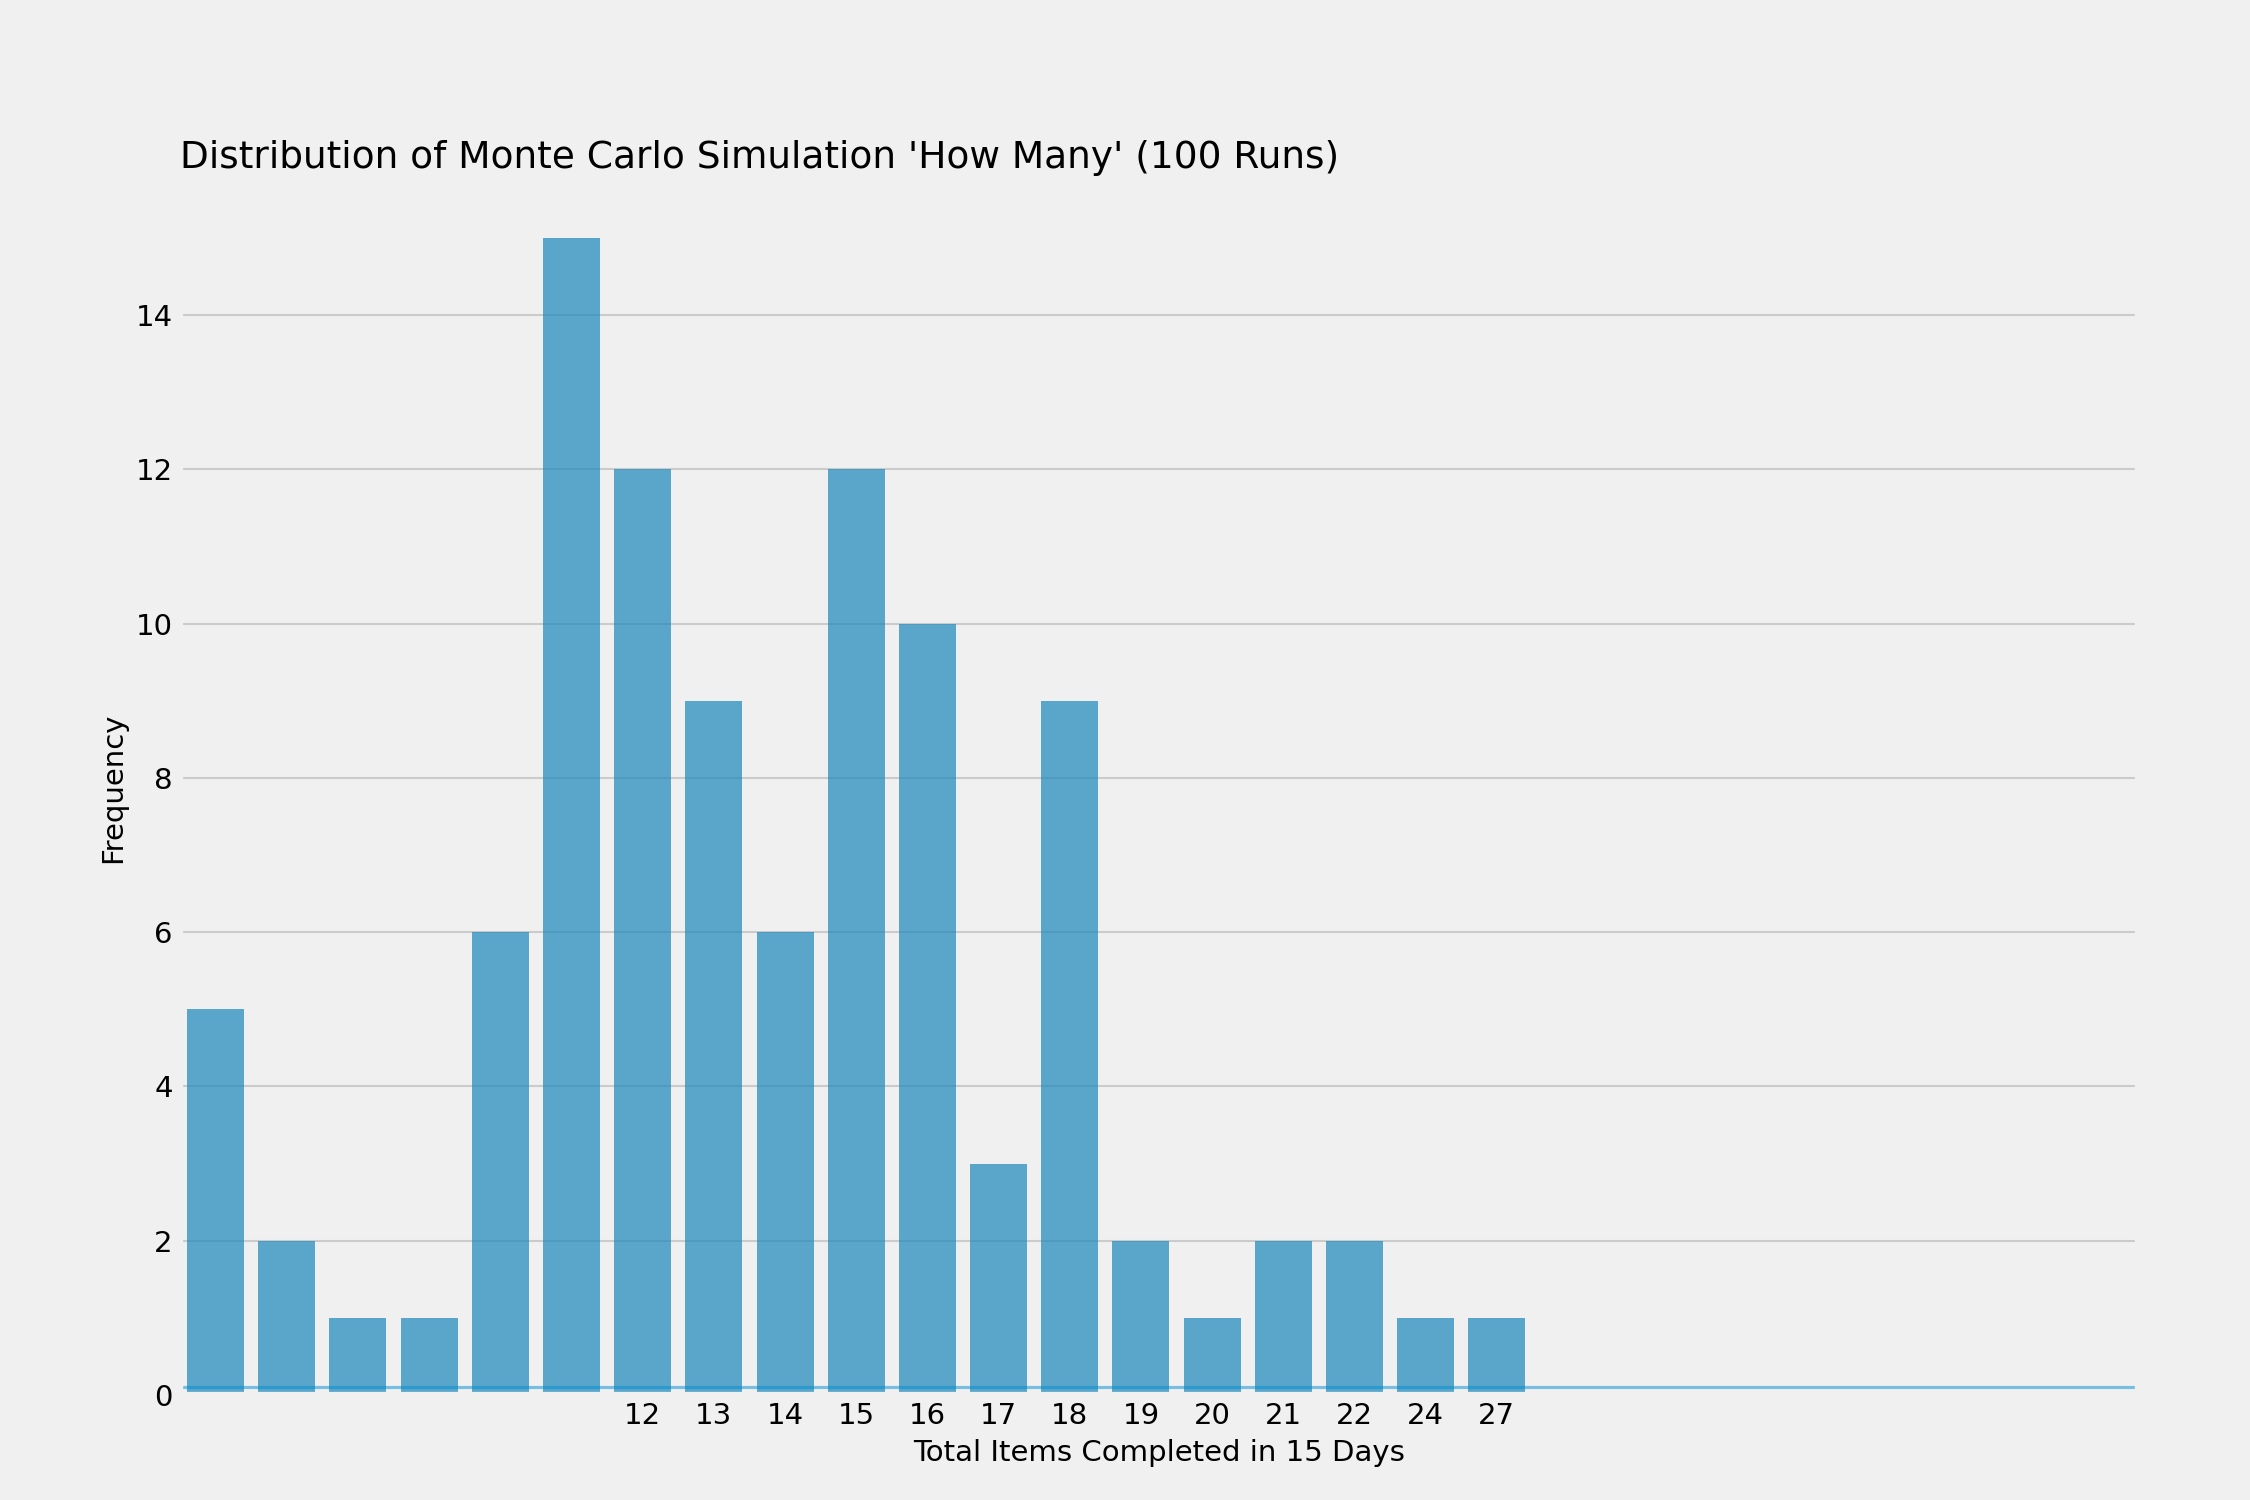 Distribution of Monte Carlo Simulation 'How Many' (100 Runs)
14
12
10
8
6
4
2
0
Frequency
12 13 14 15 16 17 18 19 20 21 22 24 27
Total Items Completed in 15 Days